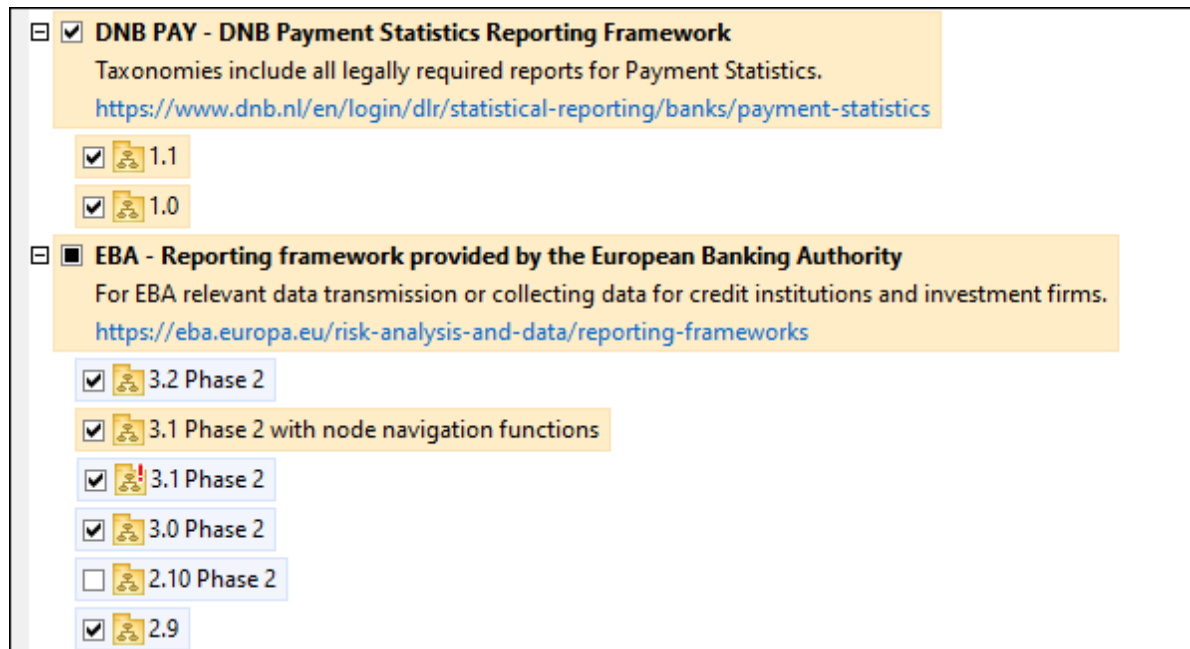 DNB PAY - DNB Payment Statistics Reporting Framework
Taxonomies include all legally required reports for Payment Statistics.
https://www.dnb.nl/en/login/dlr/statistical-reporting/banks/payment-statistics
1.1
1.0
EBA - Reporting framework provided by the European Banking Authority
For EBA relevant data transmission or collecting data for credit institutions and investment firms.
https://eba.europa.eu/risk-analysis-and-data/reporting-frameworks
3.2 Phase 2
3.1 Phase 2 with node navigation functions
3.1 Phase 2
3.0 Phase 2
2.10 Phase 2
2.9